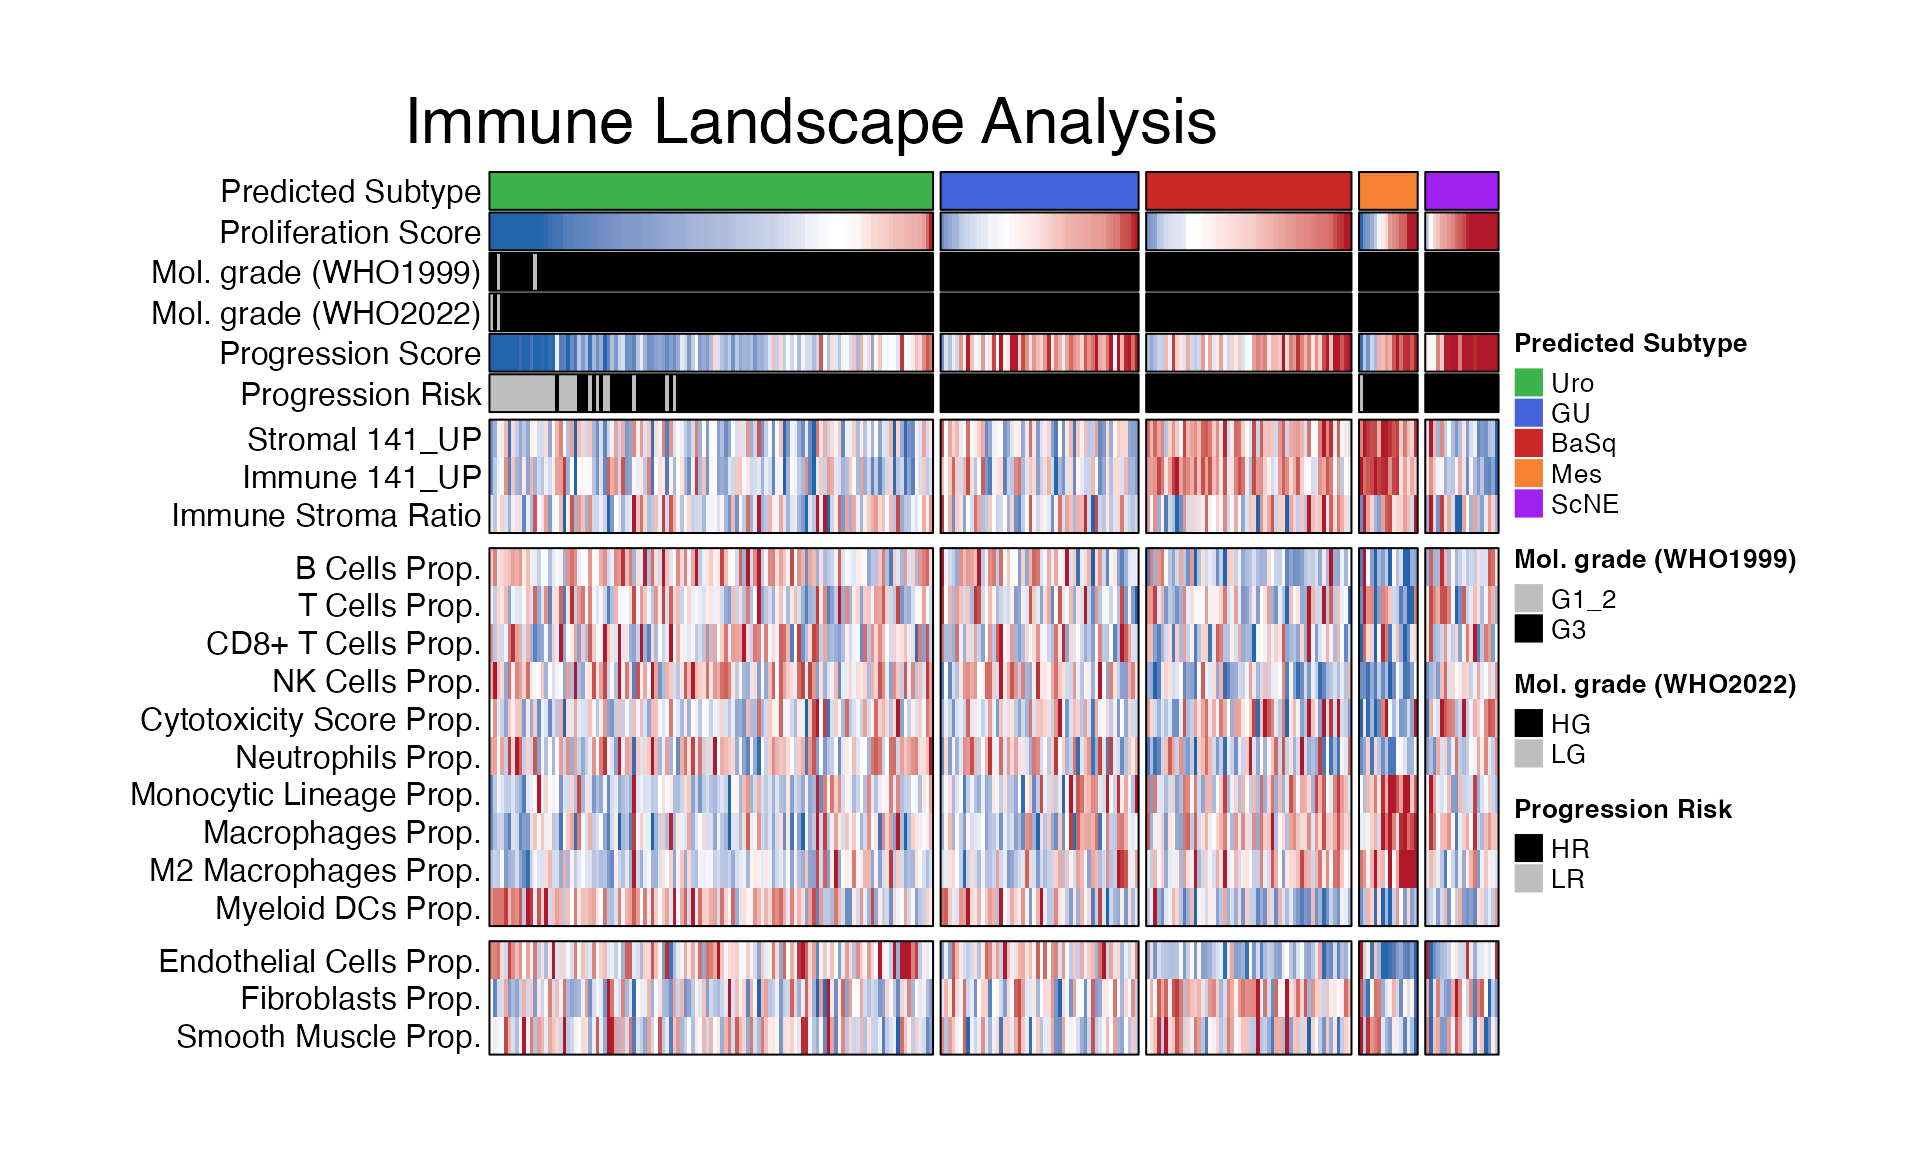 Immune Landscape Analysis
Predicted Subtype
Proliferation Score
Mol. grade (WHO1999)
Mol. grade (WHO2022)
Progression Score
Progression Risk
Stromal 141_UP
Immune 141_UP
Immune Stroma Ratio
B Cells Prop.
T Cells Prop.
CD8+ T Cells Prop.
NK Cells Prop.
Cytotoxicity Score Prop.
Neutrophils Prop.
Monocytic Lineage Prop.
Macrophages Prop.
M2 Macrophages Prop.
Myeloid DCs Prop.
Endothelial Cells Prop.
Fibroblasts Prop.
Smooth Muscle Prop.
Predicted Subtype
Uro
GU
BaSq
Mes
ScNE
Mol. grade (WHO1999)
G1_2
G3
Mol. grade (WHO2022)
HG
LG
Progression Risk
HR
LR